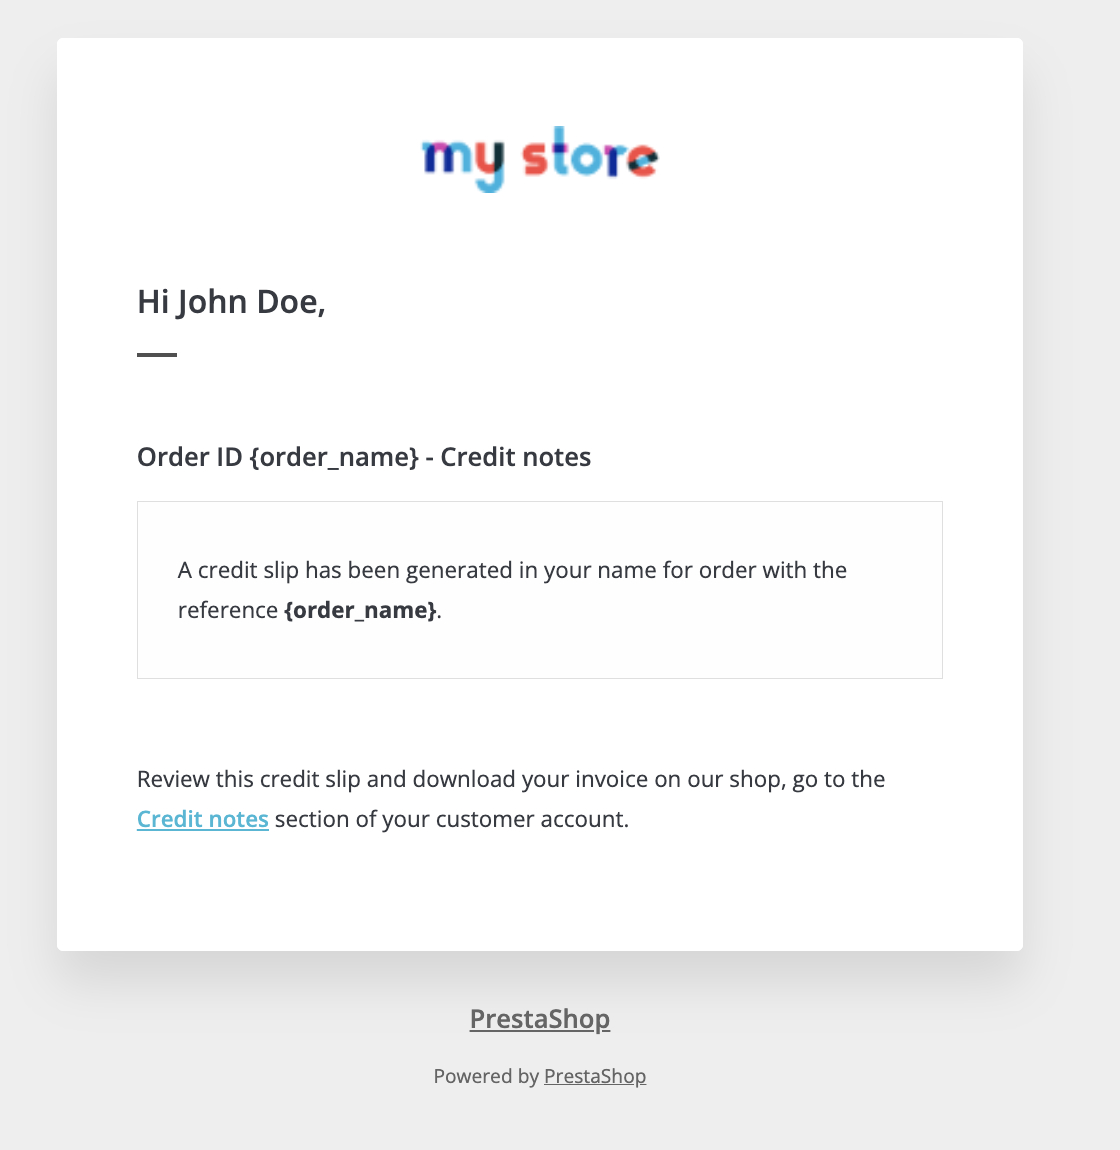 my store
Hi John Doe,
Order ID {order_name} - Credit notes
A credit slip has been generated in your name for order with the
reference {order_name}.
Review this credit slip and download your invoice on our shop, go to the
Credit notes section of your customer account.
PrestaShop
Powered by PrestaShop